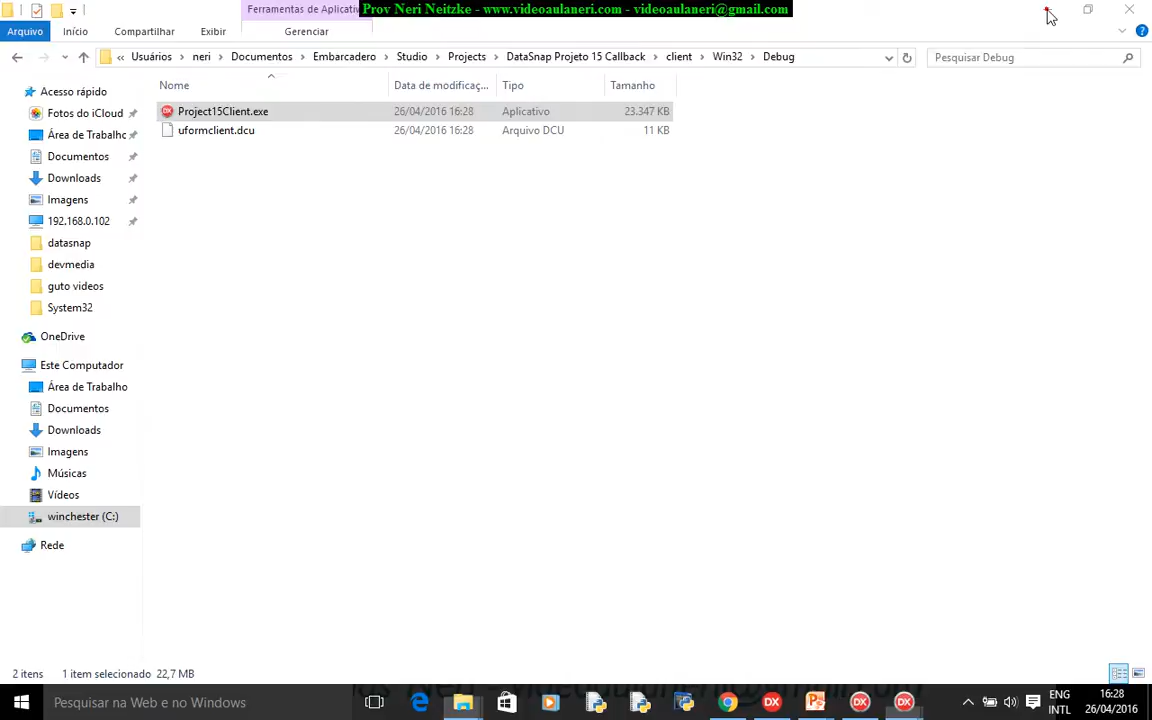 Ferramentas de Aplicativ
Prov Neri Neitzke - www.videoaulaneri.com - videoaulaneri@gmail.com
Arquivo Início Compartilhar Exibir Gerenciar
« Usuários › neri › Documentos › Embarcadero › Studio › Projects › DataSnap Projeto 15 Callback › client › Win32 › Debug
Pesquisar Debug
Nome Data de modificaç... Tipo Tamanho
Project15Client.exe 26/04/2016 16:28 Aplicativo 23.347 KB
uformclient.dcu 26/04/2016 16:28 Arquivo DCU 11 KB
Acesso rápido
Fotos do iCloud
Área de Trabalho
Documentos
Downloads
Imagens
192.168.0.102
datasnap
devmedia
guto videos
System32
OneDrive
Este Computador
Área de Trabalho
Documentos
Downloads
Imagens
Músicas
Vídeos
winchester (C:)
Rede
2 itens 1 item selecionado 22,7 MB
Pesquisar na Web e no Windows
ENG 16:28
INTL 26/04/2016